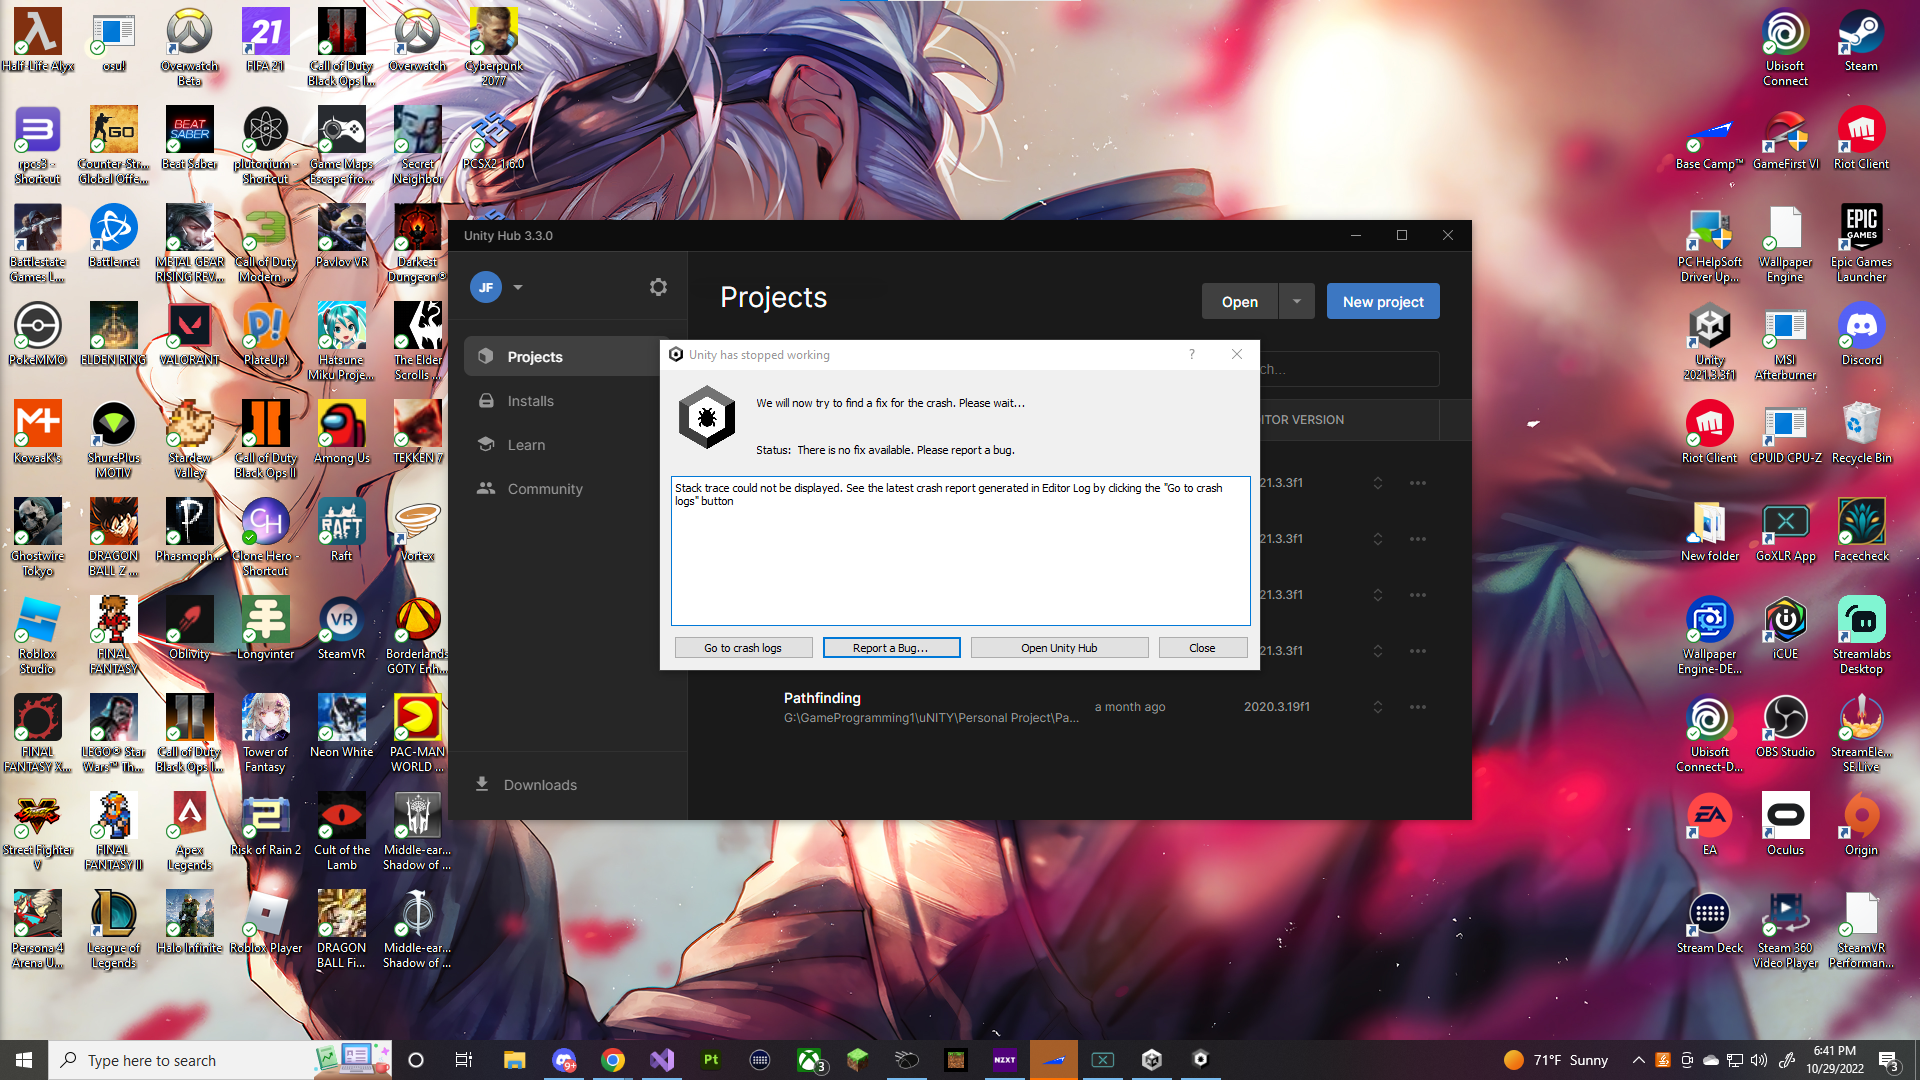 Half-Life Alyx
osu!
Overwatch
Beta
21
FIFA 21
Call of Duty
Black Ops I...
Overwatch
Cyberpunk
2077
Ubisoft
Connect
Steam
rpcs3 -
Shortcut
GO
Counter-Str...
Global Offe...
BEAT
SABER
Beat Saber
plutonium -
Shortcut
Game Maps
Escape fro...
Secret
Neighbor
PCSX2 1.6.0
Base Camp™
GameFirst VI
Riot Client
Battlestate
Games L...
Battle.net
METAL GEAR
RISING REV...
Call of Duty
Modern ...
Pavlov VR
Darkest
Dungeon®
PC HelpSoft
Driver Up...
Wallpaper
Engine
EPIC
GAMES
Epic Games
Launcher
PokeMMO
ELDEN RING
VALORANT
PlateUp!
Hatsune
Miku Proje...
The Elder
Scrolls ...
Unity
2021.3.3f1
MSI
Afterburner
Discord
KovaaK's
ShurePlus
MOTIV
Stardew
Valley
Call of Duty
Black Ops II
Among Us
TEKKEN 7
Riot Client
CPUID CPU-Z
Recycle Bin
Ghostwire
Tokyo
DRAGON
BALL Z ...
Phasmoph...
CH
Clone Hero -
Shortcut
RAFT
Raft
Vortex
New folder
GoXLR App
Facecheck
Roblox
Studio
FINAL
FANTASY
Oblivity
Longvinter
VR
SteamVR
Borderlands
GOTY Enh...
Wallpaper
Engine-DE...
iCUE
Streamlabs
Desktop
FINAL
FANTASY X...
LEGO® Star
Wars™ Th...
Call of Duty
Black Ops I...
Tower of
Fantasy
Neon White
PAC-MAN
WORLD ...
Ubisoft
Connect-D...
OBS Studio
StreamEle...
SE.Live
Street Fighter
V
FINAL
FANTASY II
Apex
Legends
Risk of Rain 2
Cult of the
Lamb
Middle-ear...
Shadow of ...
EA
EA
Oculus
Origin
Persona 4
Arena U...
League of
Legends
Halo Infinite
Roblox Player
DRAGON
BALL Fi...
Middle-ear...
Shadow of ...
Stream Deck
Steam 360
Video Player
SteamVR
Performan...
Unity Hub 3.3.0
JF
Projects
Open
New project
Projects
Installs
Learn
Community
Downloads
ch...
ITOR VERSION
21.3.3f1
21.3.3f1
21.3.3f1
21.3.3f1
Pathfinding
G:\GameProgramming1\uNITY\Personal Project\Pa...
a month ago
2020.3.19f1
Unity has stopped working
?
We will now try to find a fix for the crash. Please wait...
Status: There is no fix available. Please report a bug.
Stack trace could not be displayed. See the latest crash report generated in Editor Log by clicking the "Go to crash
logs" button
Go to crash logs
Report a Bug...
Open Unity Hub
Close
Type here to search
9+
Pt
3
NZXT
71°F Sunny
6:41 PM
10/29/2022
3